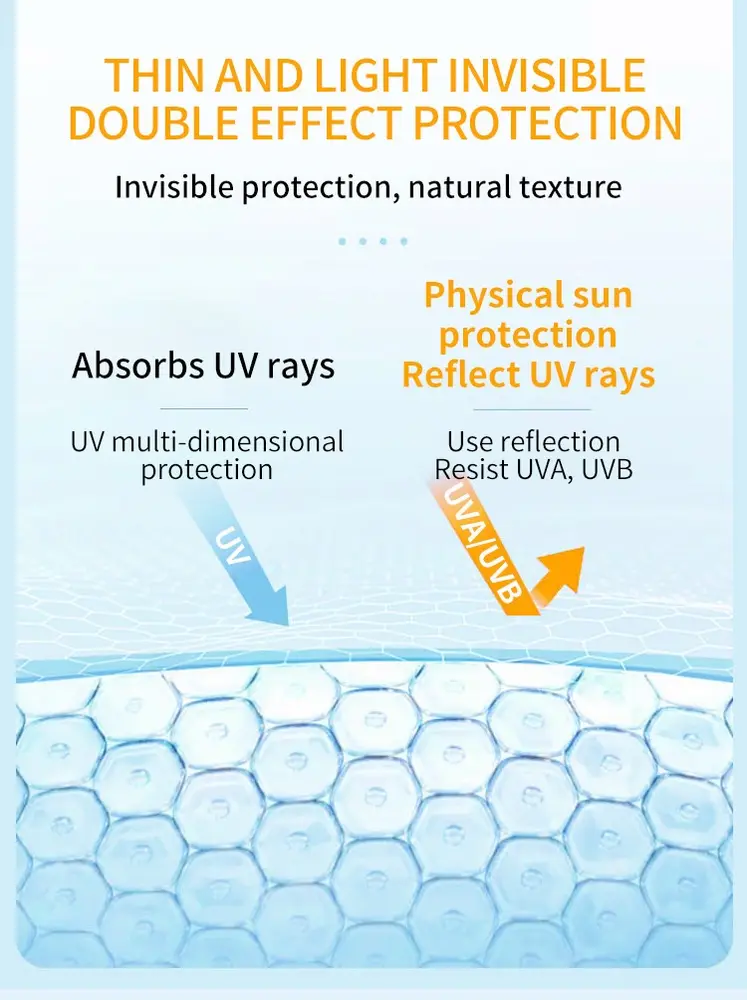 THIN AND LIGHT INVISIBLE
DOUBLE EFFECT PROTECTION
Invisible protection, natural texture
Absorbs UV rays
UV multi-dimensional
protection
UV
Physical sun
protection
Reflect UV rays
Use reflection
Resist UVA, UVB
UVA/UVB